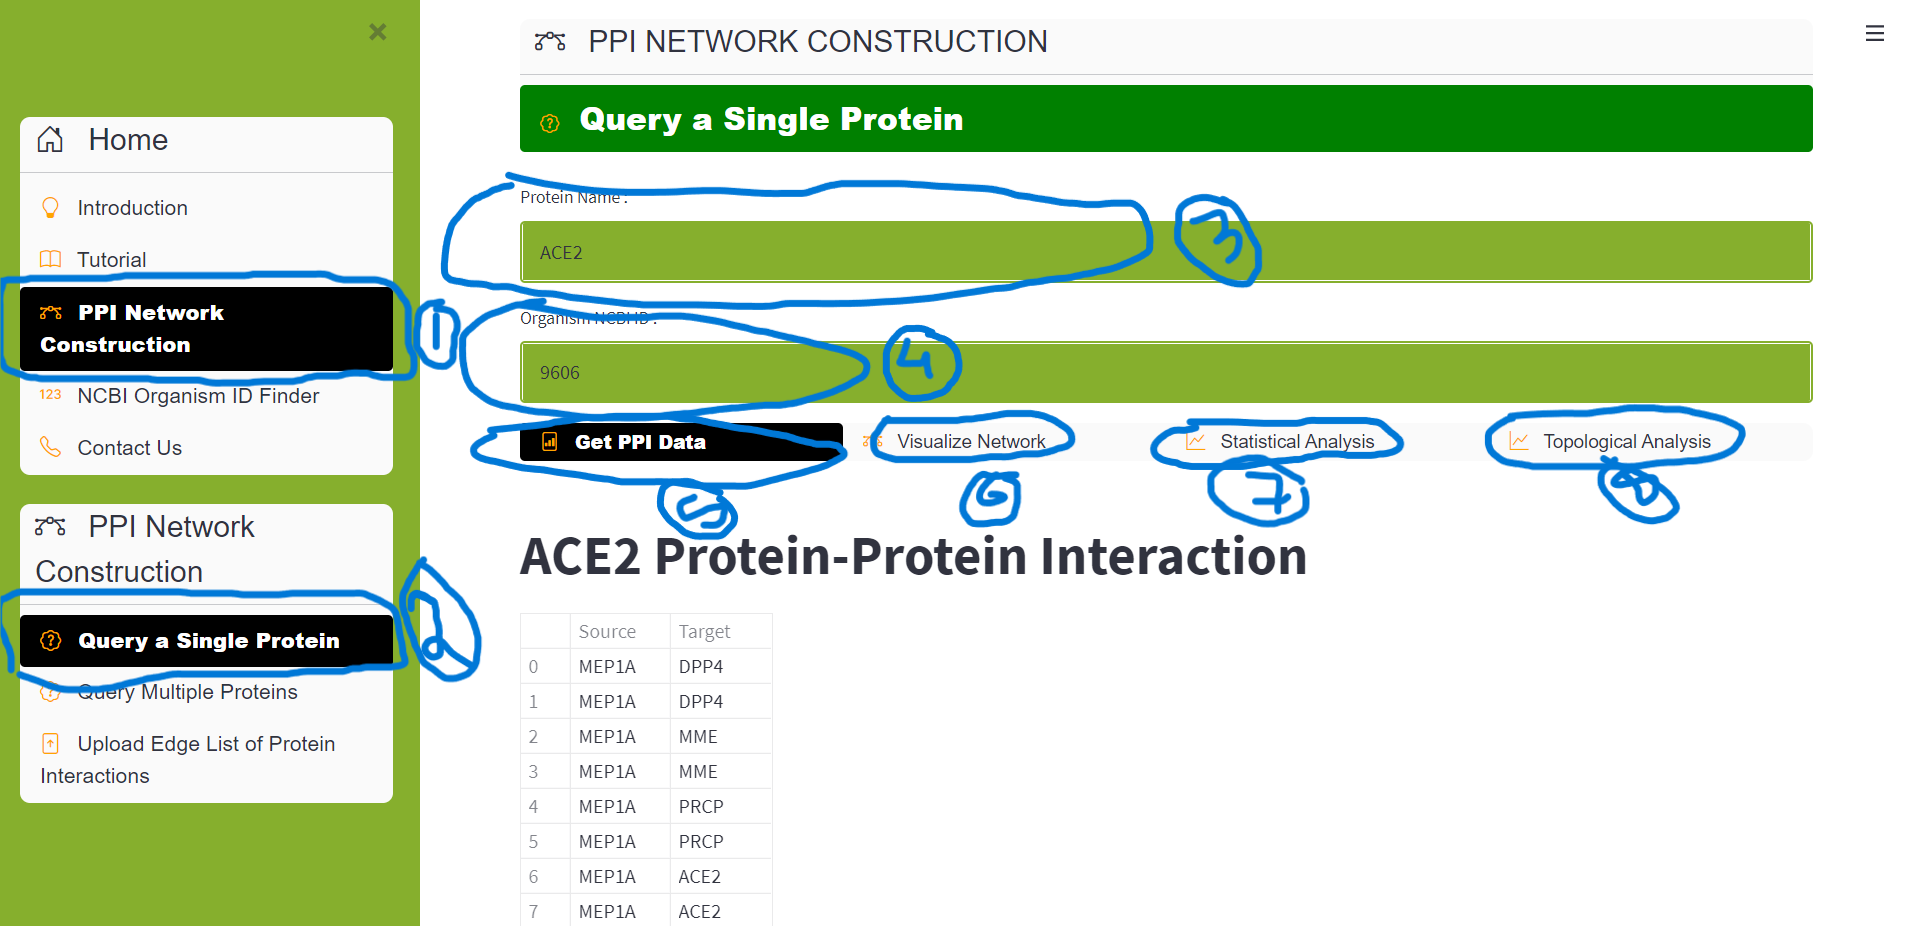 Home
Introduction
Tutorial
PPI Network
Construction
1
123 NCBI Organism ID Finder
Contact Us
PPI Network
Construction
Query a Single Protein
2
Query Multiple Proteins
Upload Edge List of Protein
Interactions
PPI NETWORK CONSTRUCTION
Query a Single Protein
Protein Name :
ACE2
3
Organism NCBI ID :
9606
4
Get PPI Data Visualize Network Statistical Analysis Topological Analysis
5 6 7 8
ACE2 Protein-Protein Interaction
Source Target
0 MEP1A DPP4
1 MEP1A DPP4
2 MEP1A MME
3 MEP1A MME
4 MEP1A PRCP
5 MEP1A PRCP
6 MEP1A ACE2
7 MEP1A ACE2